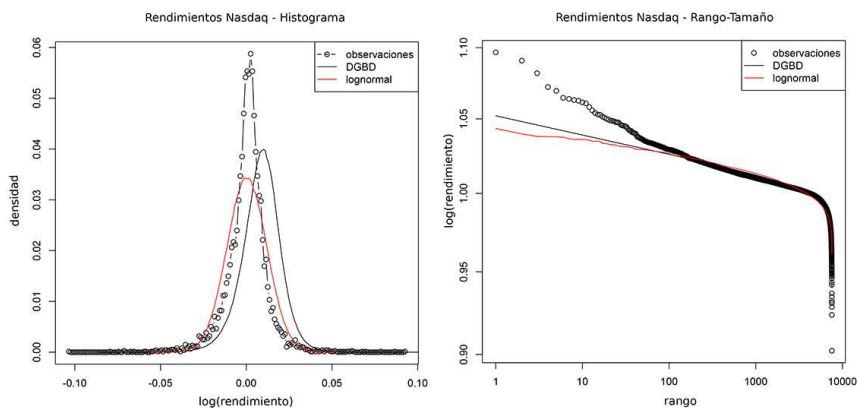 Rendimientos Nasdaq - Histograma
observaciones
DGBD
lognormal
densidad
0.06
0.05
0.04
0.03
0.02
0.01
0.00
-0.10
-0.05
0.00
0.05
0.10
log(rendimiento)
Rendimientos Nasdaq - Rango-Tamaño
observaciones
DGBD
lognormal
log(rendimiento)
1.10
1.05
1.00
0.95
0.90
1
10
100
1000
10000
rango